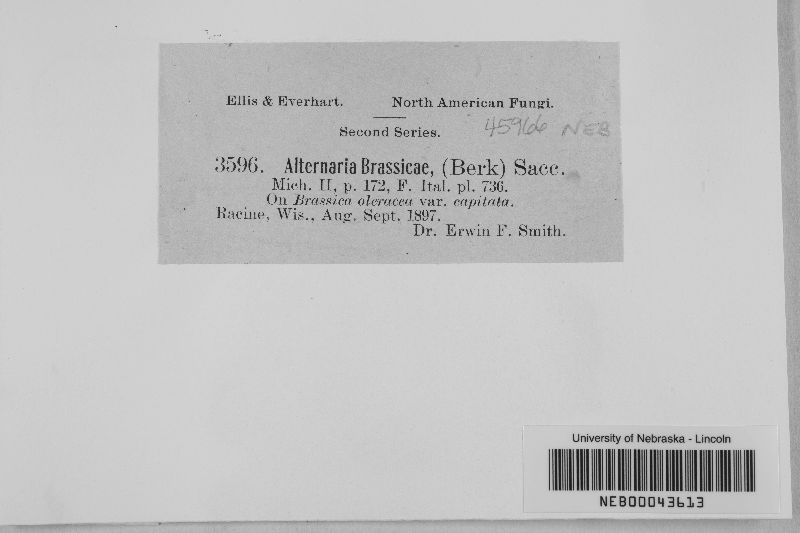 Ellis & Everhart. North American Fungi.
Second Series. 45966 NEB
3596. Alternaria Brassicae, (Berk) Sacc.
Mich. II, p. 172, F. Ital. pl. 736.
On Brassica oleracea var. capitata.
Racine, Wis., Aug. Sept. 1897.
Dr. Erwin F. Smith.
University of Nebraska - Lincoln
NEB00043613